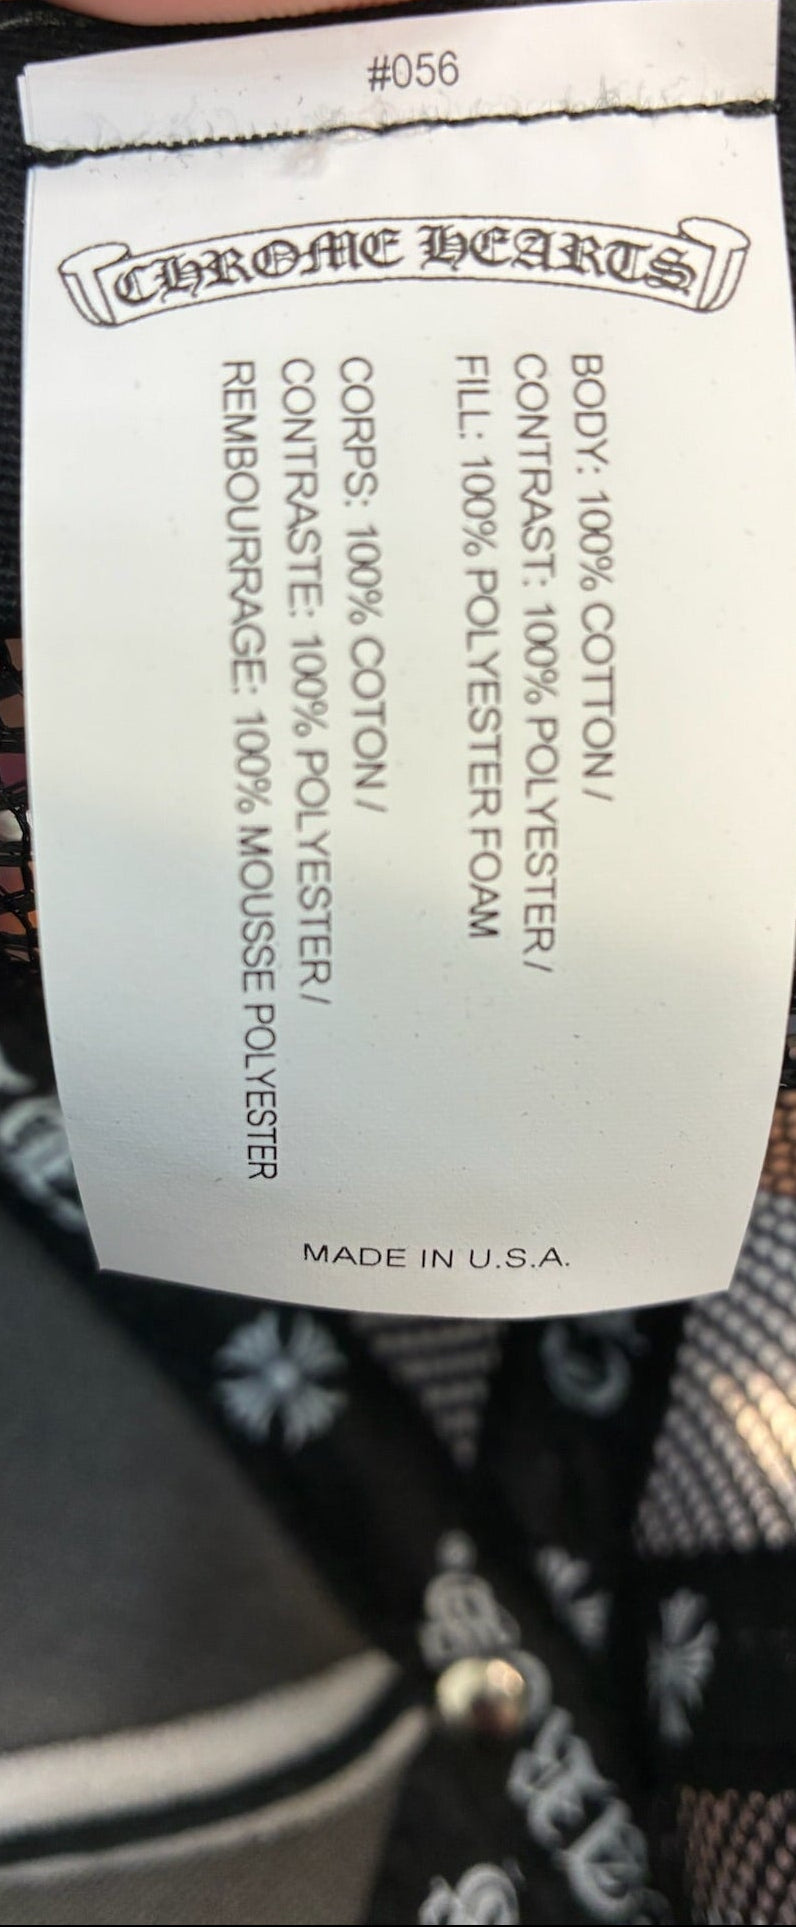 #056
CHROME HEARTS
BODY: 100% COTTON /
CONTRAST: 100% POLYESTER /
FILL: 100% POLYESTER FOAM
CORPS: 100% COTON /
CONTRASTE: 100% POLYESTER /
REMBOURRAGE: 100% MOUSSE POLYESTER
MADE IN U.S.A.